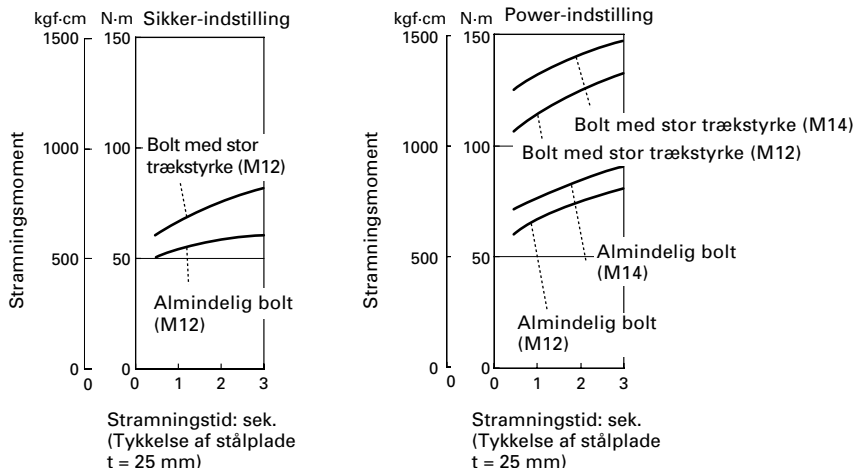 Sikker-indstilling
kgf·cm N·m
1500 150
1000 100
500 50
0 0
0 0 1 2 3
Stramningsmoment
Bolt med stor
trækstyrke (M12)
Almindelig bolt
(M12)
Stramningstid: sek.
(Tykkelse af stålplade
t = 25 mm)
Power-indstilling
kgf·cm N·m
1500 150
1000 100
500 50
0 0
0 0 1 2 3
Stramningsmoment
Bolt med stor trækstyrke (M14)
Bolt med stor trækstyrke (M12)
Almindelig bolt
(M14)
Almindelig bolt
(M12)
Stramningstid: sek.
(Tykkelse af stålplade
t = 25 mm)